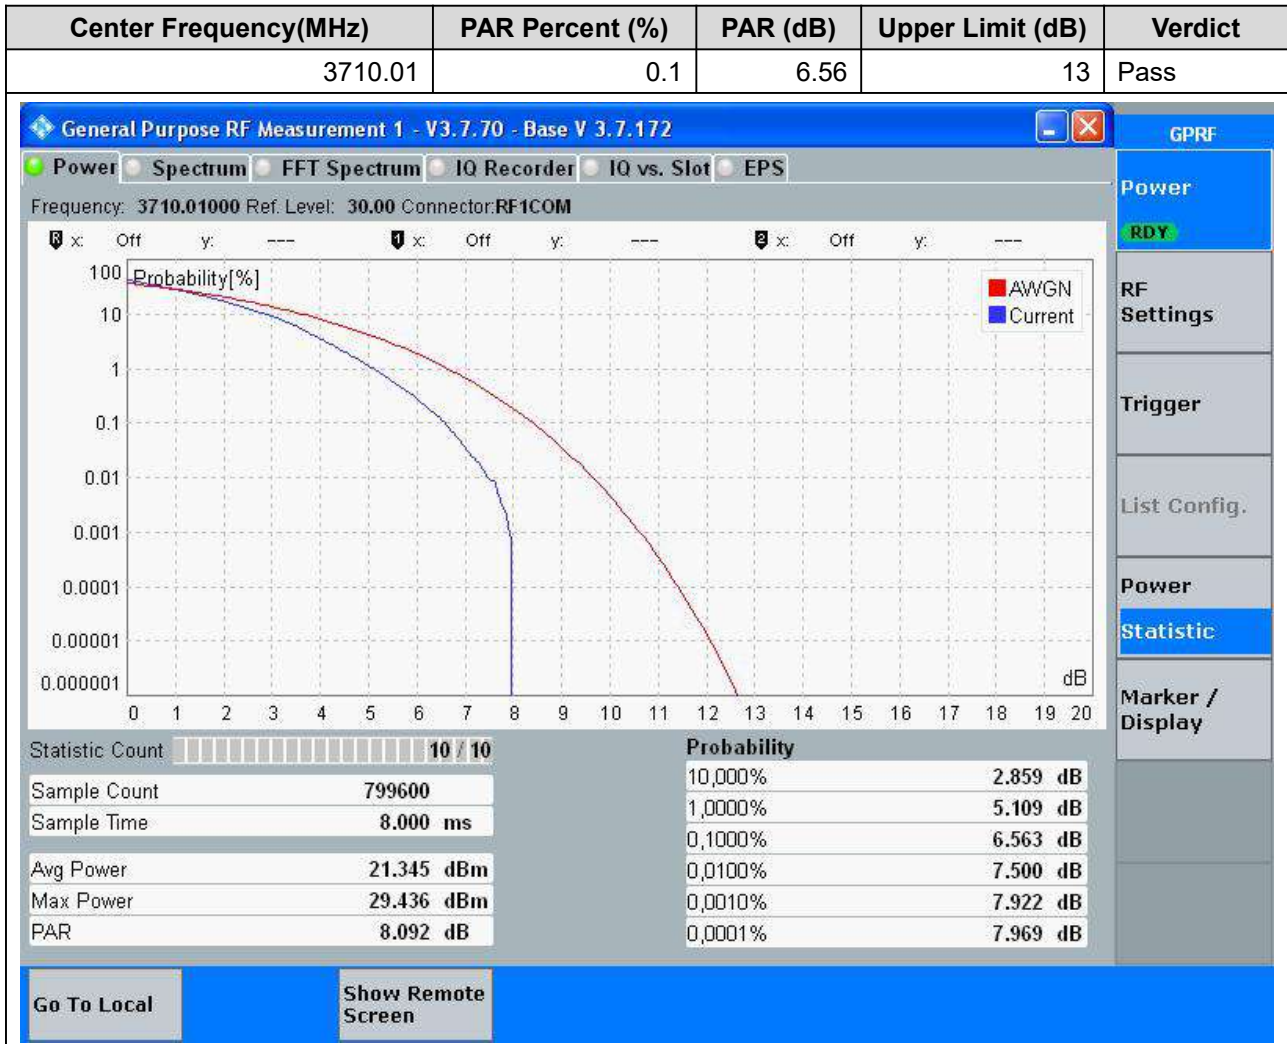 Center Frequency(MHz) PAR Percent (%) PAR (dB) Upper Limit (dB) Verdict
3710.01 0.1 6.56 13 Pass
General Purpose RF Measurement 1 - V3.7.70 - Base V 3.7.172
GPRF
Power Spectrum FFT Spectrum IQ Recorder IQ vs. Slot EPS
Frequency: 3710.01000 Ref. Level: 30.00 Connector:RF1COM
R x: Off y: --- 1 x: Off y: --- 2 x: Off y: ---
Probability[%]
AWGN
Current
100
10
1
0.1
0.01
0.001
0.0001
0.00001
0.000001
dB
0 1 2 3 4 5 6 7 8 9 10 11 12 13 14 15 16 17 18 19 20
Statistic Count 10 / 10
Sample Count 799600
Sample Time 8.000 ms
Avg Power 21.345 dBm
Max Power 29.436 dBm
PAR 8.092 dB
Probability
10,000% 2.859 dB
1,0000% 5.109 dB
0,1000% 6.563 dB
0,0100% 7.500 dB
0,0010% 7.922 dB
0,0001% 7.969 dB
Power
RDY
RF
Settings
Trigger
List Config.
Power
Statistic
Marker /
Display
Go To Local
Show Remote
Screen